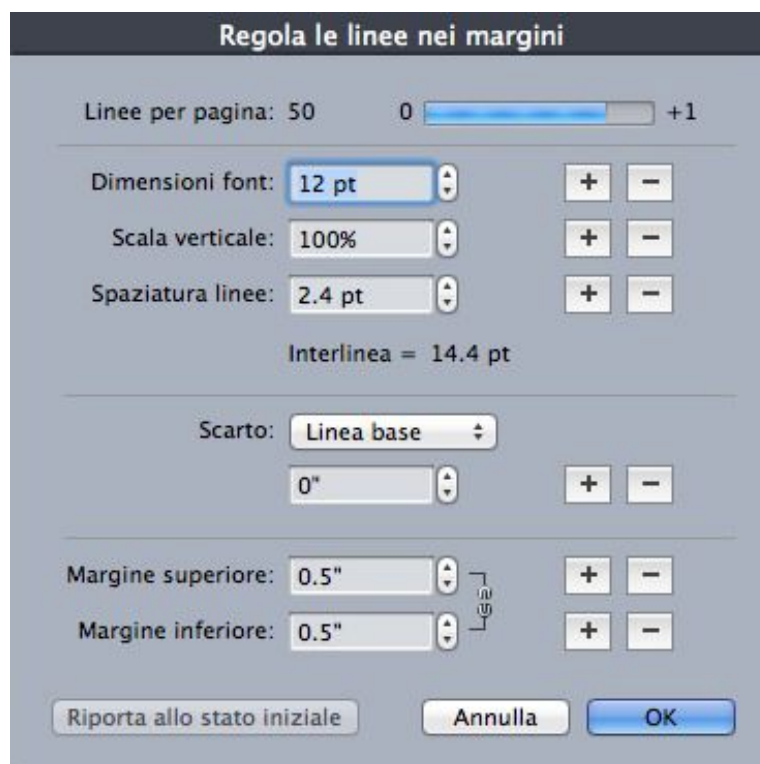 Regola le linee nei margini
Linee per pagina: 50 0 +1
Dimensioni font: 12 pt + −
Scala verticale: 100% + −
Spaziatura linee: 2.4 pt + −
Interlinea = 14.4 pt
Scarto: Linea base
0" + −
Margine superiore: 0.5" + −
Margine inferiore: 0.5" + −
Riporta allo stato iniziale Annulla OK